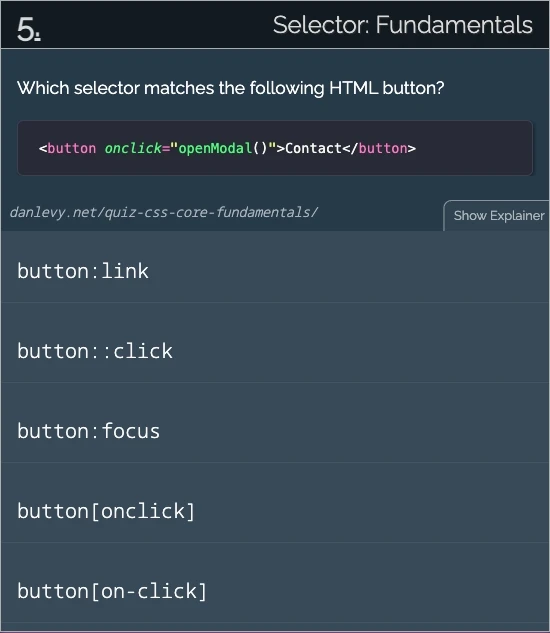 5.
Selector: Fundamentals
Which selector matches the following HTML button?
<button onclick="openModal()">Contact</button>
danlevy.net/quiz-css-core-fundamentals/
Show Explainer
button:link
button::click
button:focus
button[onclick]
button[on-click]